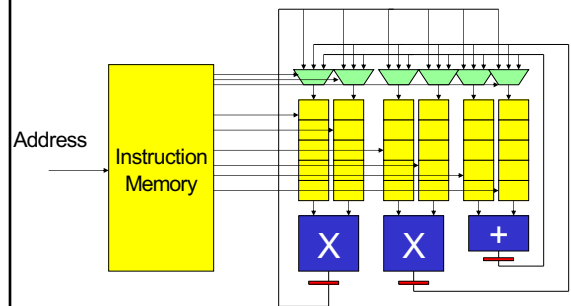 Address
Instruction
Memory
X
X
+